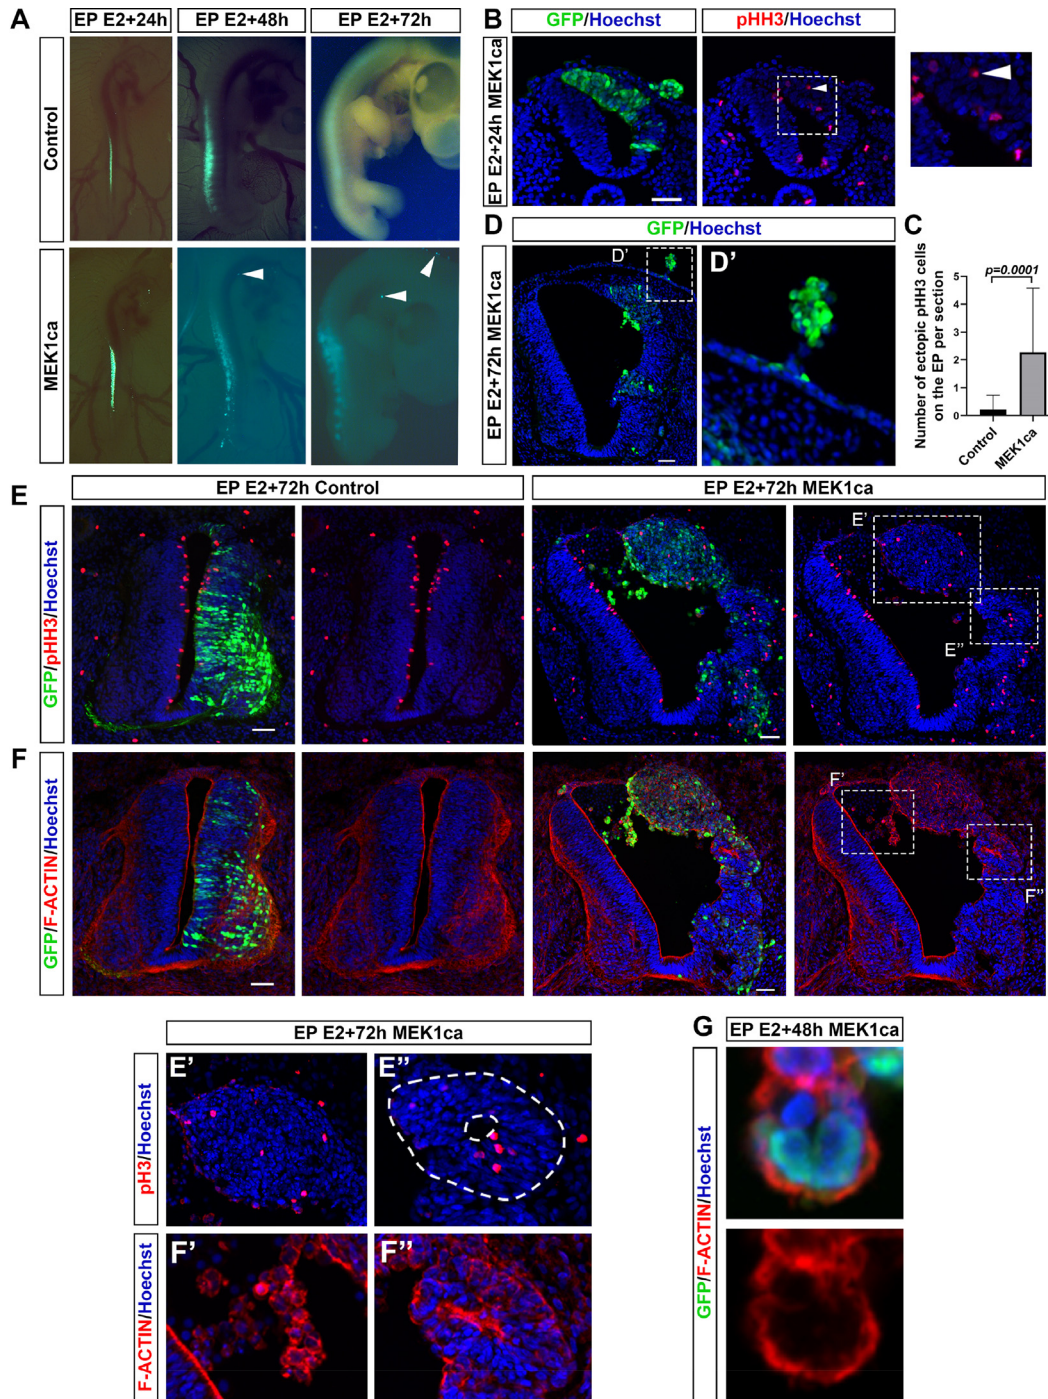 A
EP E2+24h
EP E2+48h
EP E2+72h
Control
MEK1ca
B
GFP/Hoechst
pHH3/Hoechst
EP E2+24h MEK1ca
D
GFP/Hoechst
EP E2+72h MEK1ca
D'
D'
C
Number of ectopic pHH3 cells
on the EP per section
p=0.0001
5
4
3
2
1
0
Control
MEK1ca
E
EP E2+72h Control
EP E2+72h MEK1ca
GFP/pHH3/Hoechst
E'
E''
F
GFP/F-ACTIN/Hoechst
F'
F''
EP E2+72h MEK1ca
pH3/Hoechst
E'
E''
F-ACTIN/Hoechst
F'
F''
G
EP E2+48h MEK1ca
GFP/F-ACTIN/Hoechst